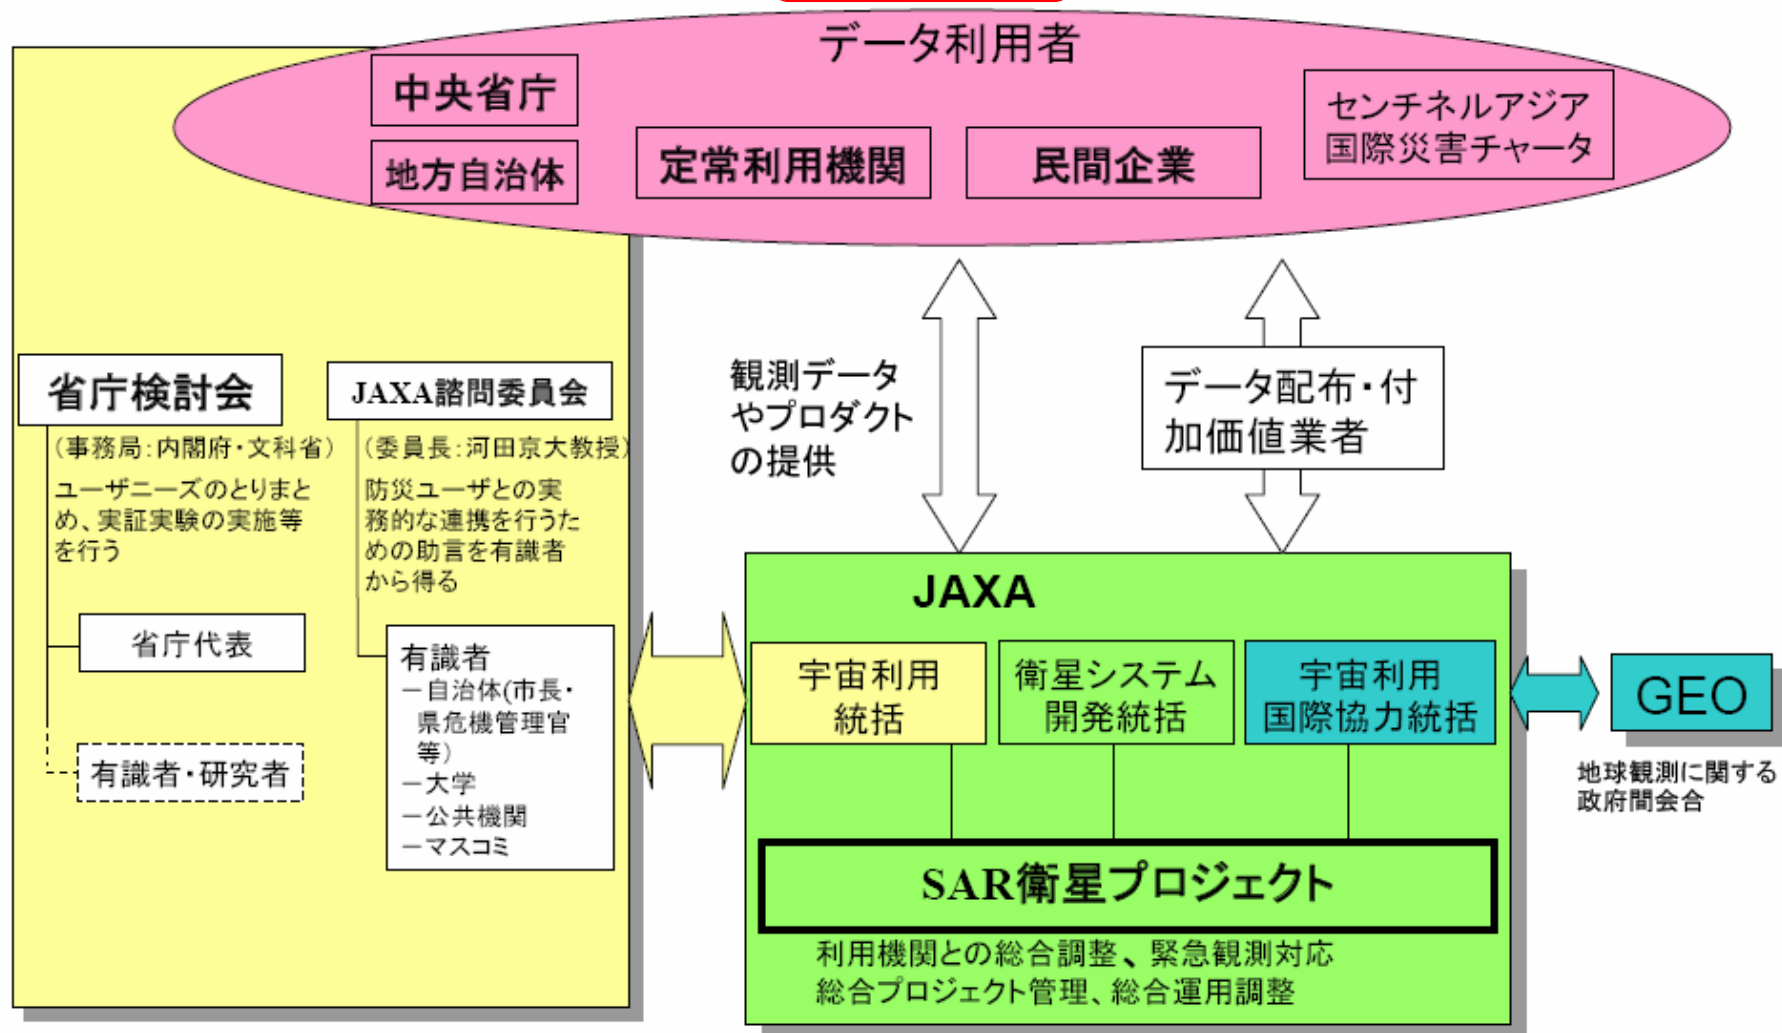 データ利用者
中央省庁
地方自治体
定常利用機関
民間企業
センチネルアジア
国際災害チャータ
省庁検討会
(事務局:内閣府・文科省)
ユーザニーズのとりまと
め、実証実験の実施等
を行う
省庁代表
有識者・研究者
JAXA諮問委員会
(委員長:河田京大教授)
防災ユーザとの実
務的な連携を行うた
めの助言を有識者
から得る
有識者
－自治体(市長・
県危機管理官
等)
－大学
－公共機関
－マスコミ
観測データ
やプロダクト
の提供
データ配布・付
加価値業者
JAXA
宇宙利用
統括
衛星システム
開発統括
宇宙利用
国際協力統括
SAR衛星プロジェクト
利用機関との総合調整、緊急観測対応
総合プロジェクト管理、総合運用調整
GEO
地球観測に関する
政府間会合